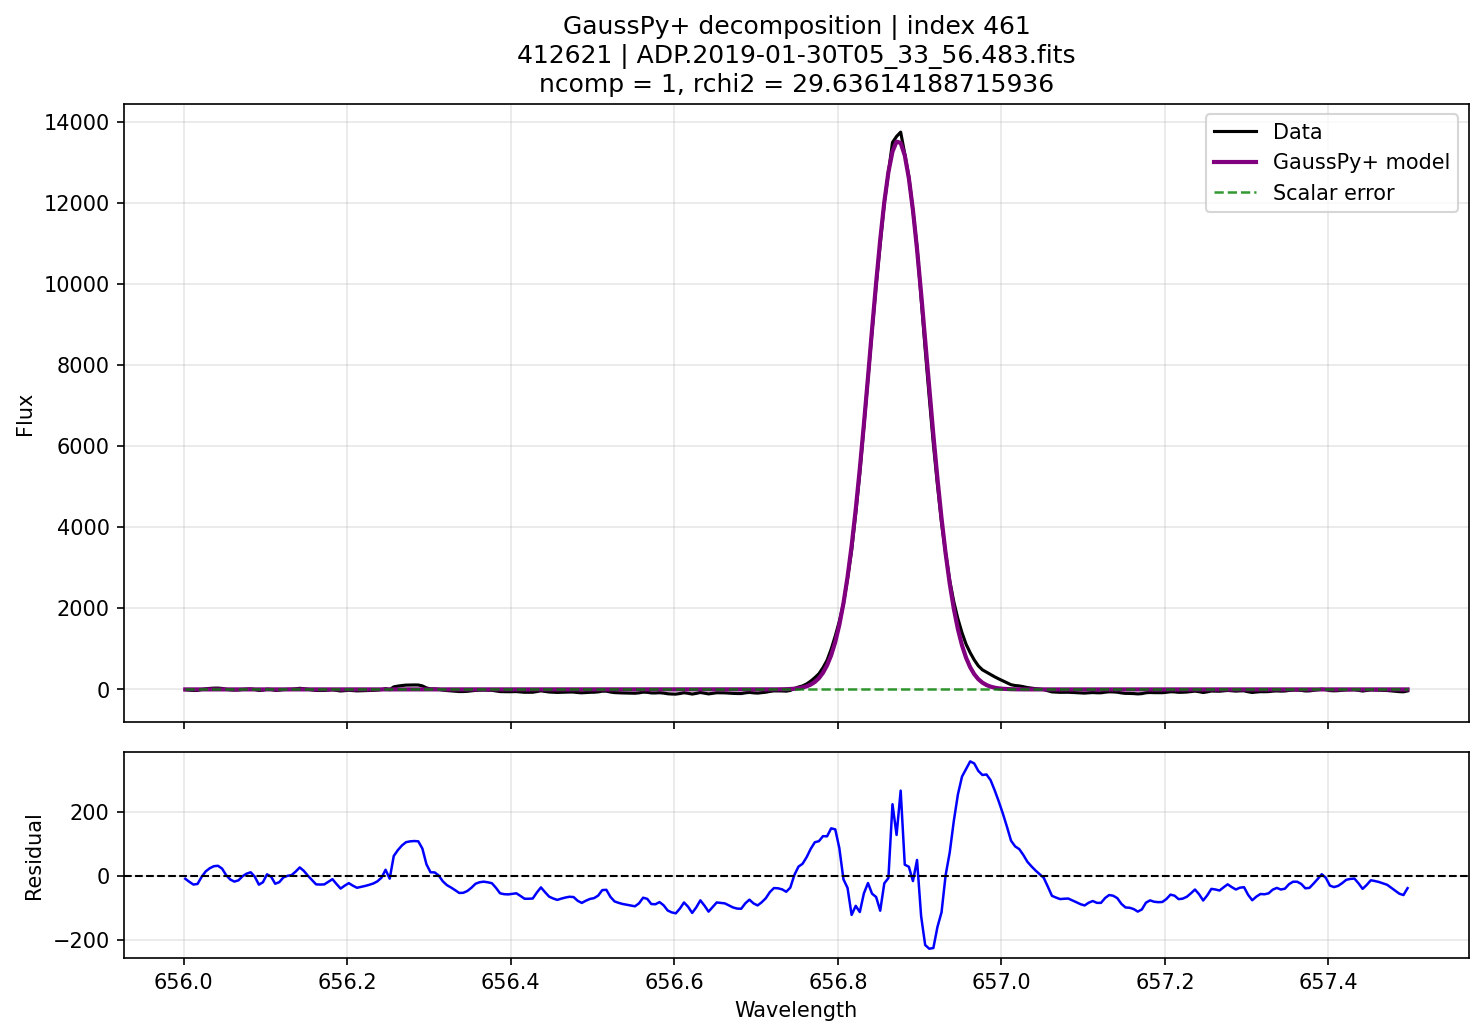 GaussPy+ decomposition | index 461
412621 | ADP.2019-01-30T05_33_56.483.fits
ncomp = 1, rchi2 = 29.63614188715936
Data
GaussPy+ model
Scalar error
14000
12000
10000
8000
6000
4000
2000
0
Flux
200
0
−200
Residual
656.0 656.2 656.4 656.6 656.8 657.0 657.2 657.4
Wavelength